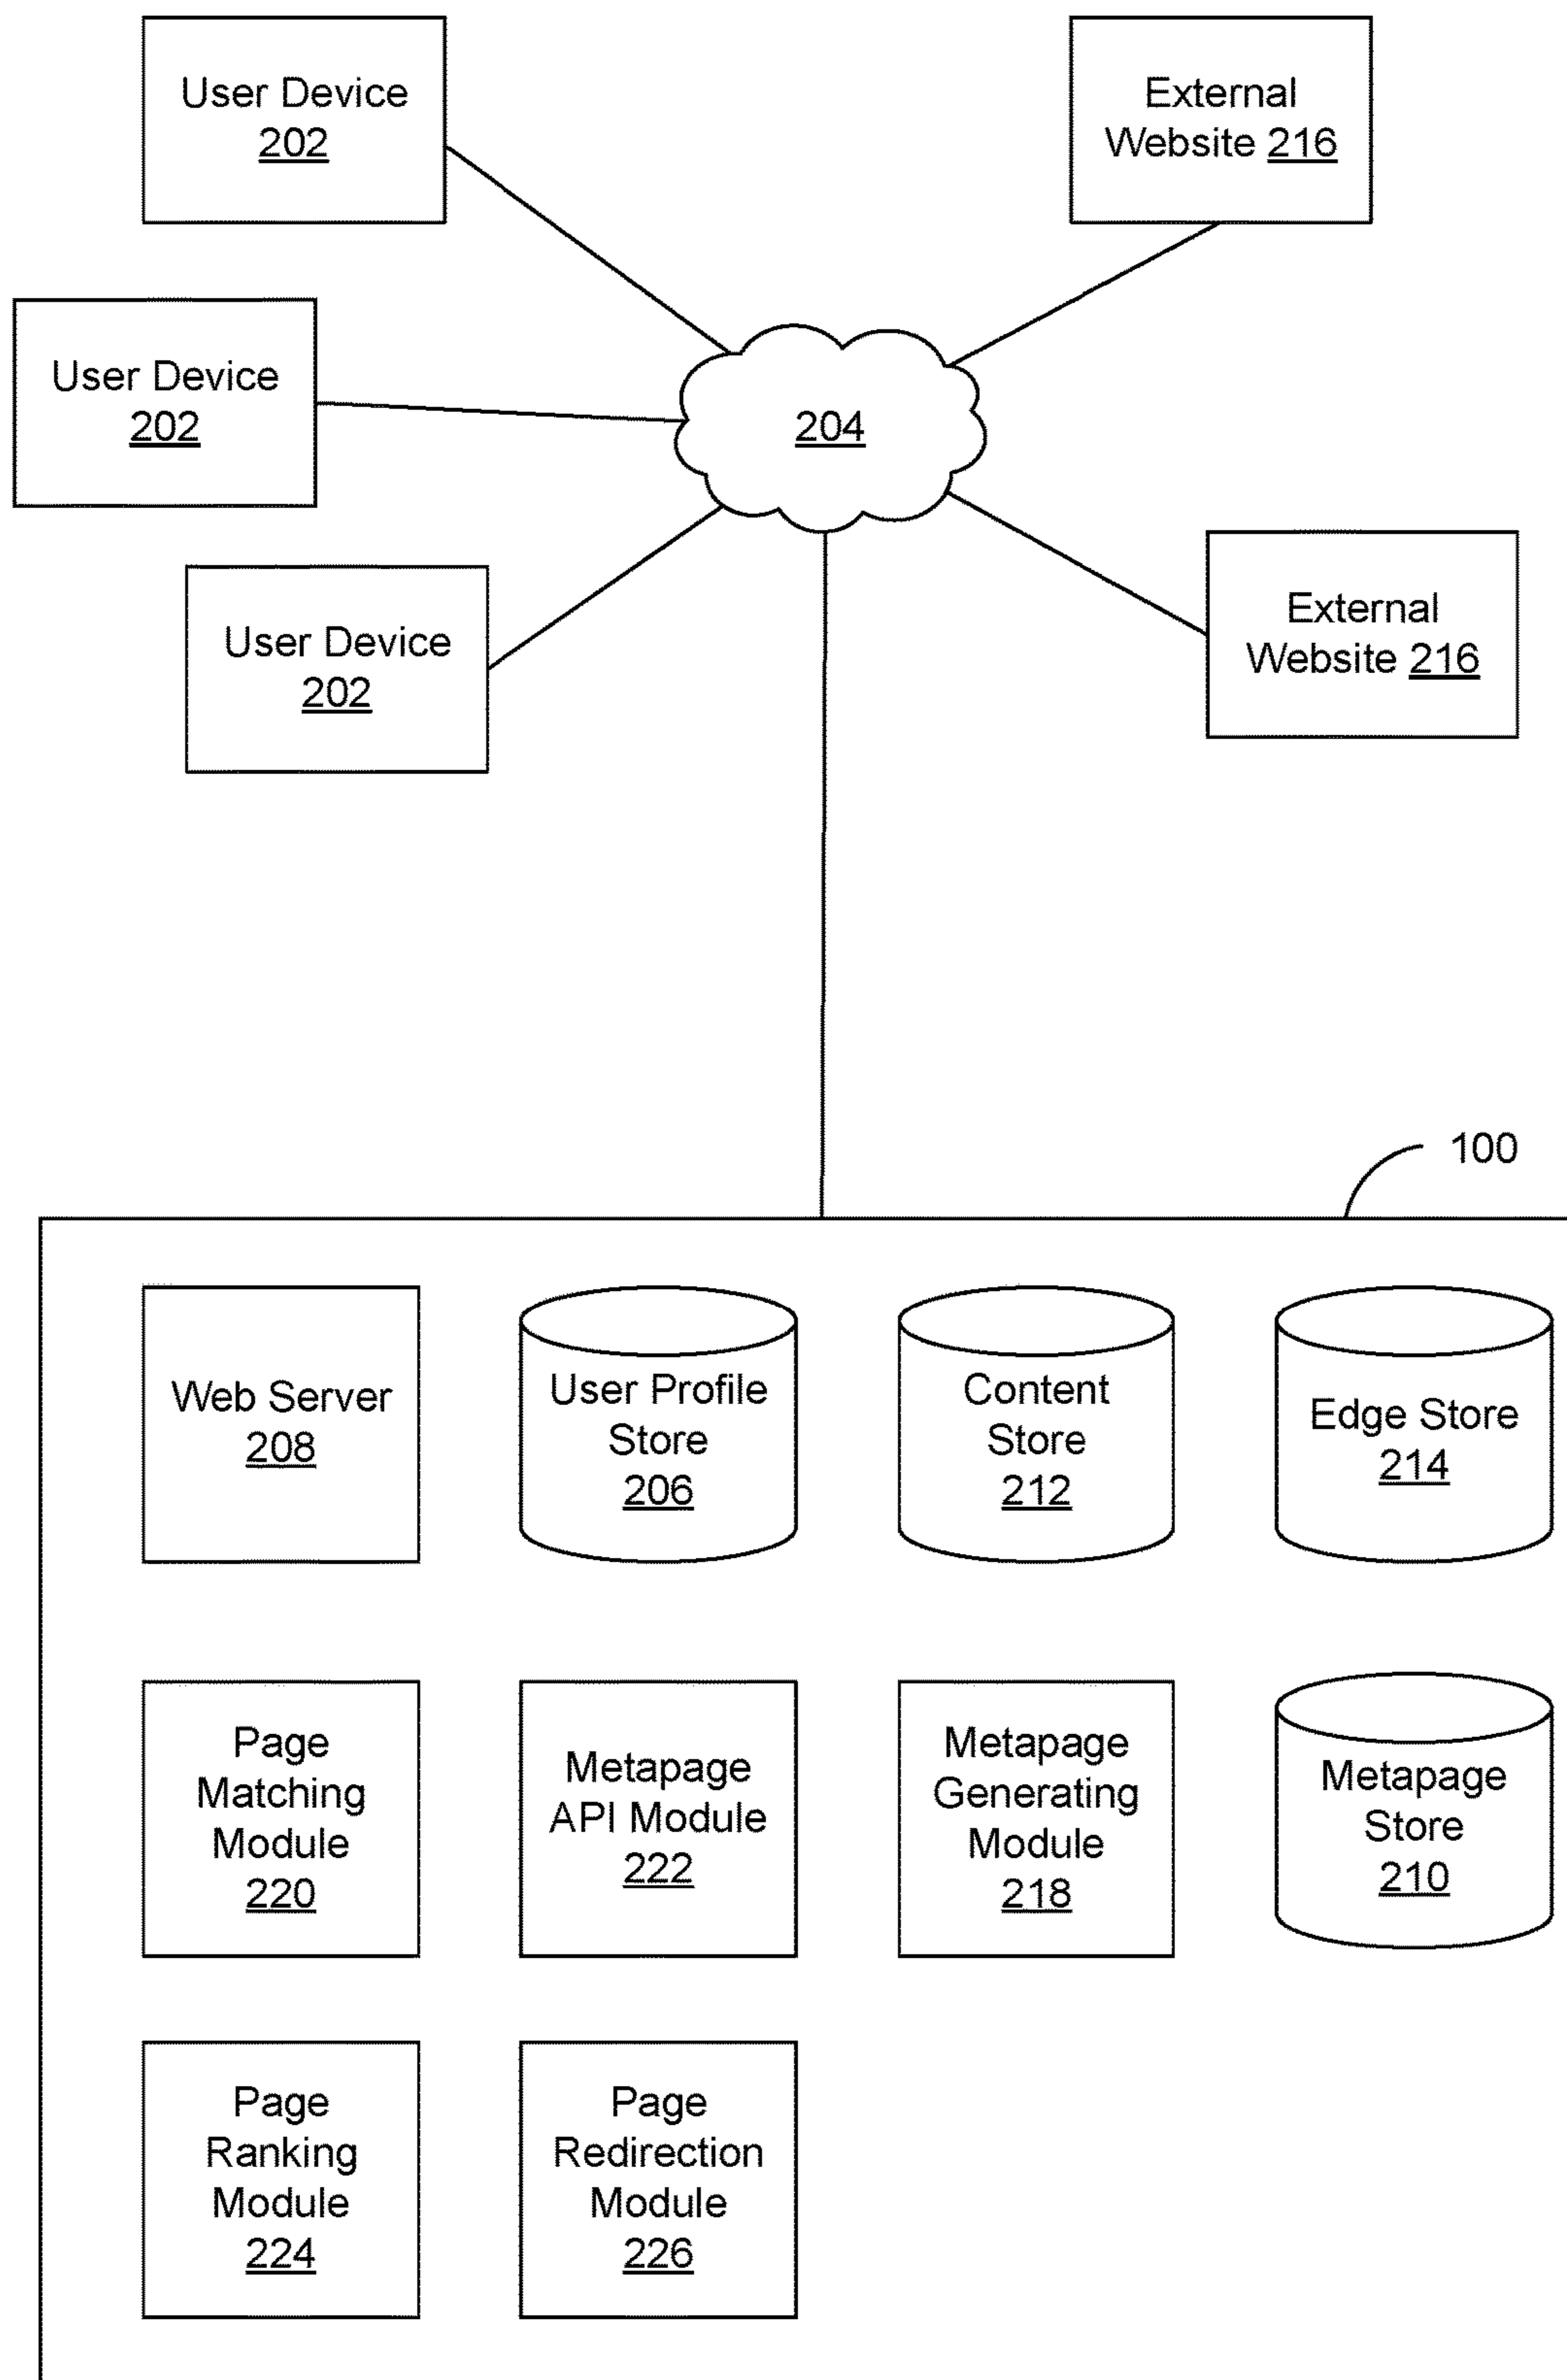 User Device
202
External
Website 216
User Device
202
204
User Device
202
External
Website 216
100
Web Server
208
User Profile
Store
206
Content
Store
212
Edge Store
214
Page
Matching
Module
220
Metapage
API Module
222
Metapage
Generating
Module
218
Metapage
Store
210
Page
Ranking
Module
224
Page
Redirection
Module
226